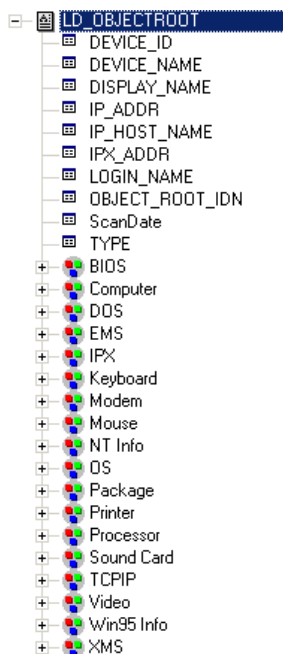 LD_OBJECTROOT
DEVICE_ID
DEVICE_NAME
DISPLAY_NAME
IP_ADDR
IP_HOST_NAME
IPX_ADDR
LOGIN_NAME
OBJECT_ROOT_IDN
ScanDate
TYPE
BIOS
Computer
DOS
EMS
IPX
Keyboard
Modem
Mouse
NT Info
OS
Package
Printer
Processor
Sound Card
TCPIP
Video
Win95 Info
XMS